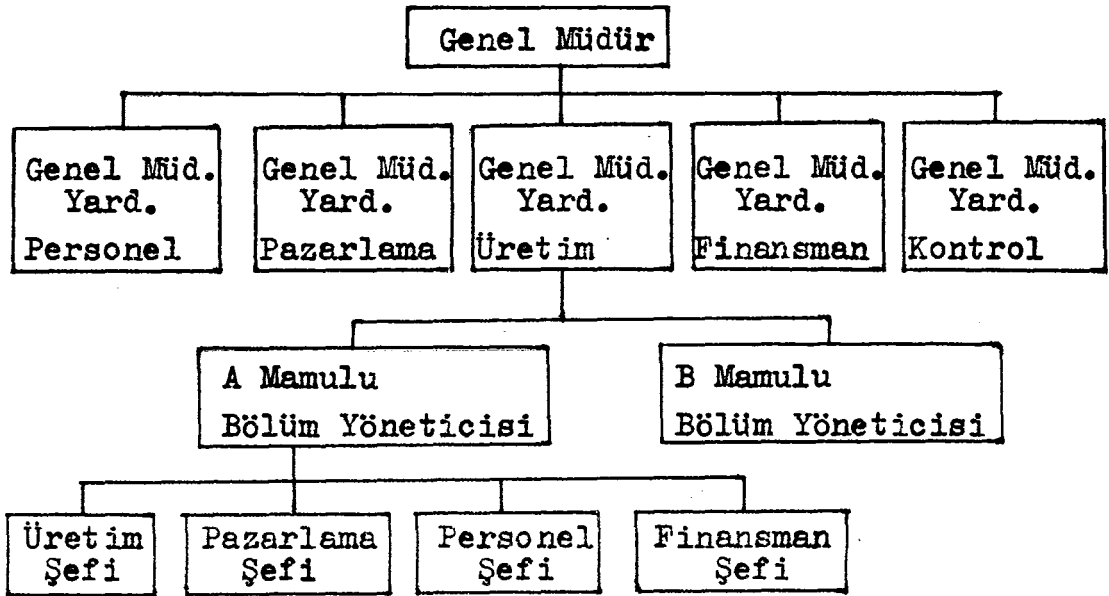 Genel Müdür
Genel Müd.
Yard.
Personel
Genel Müd.
Yard.
Pazarlama
Genel Müd.
Yard.
Üretim
Genel Müd.
Yard.
Finansman
Genel Müd.
Yard.
Kontrol
A Mamulu
Bölüm Yöneticisi
B Mamulu
Bölüm Yöneticisi
Üretim
Şefi
Pazarlama
Şefi
Personel
Şefi
Finansman
Şefi